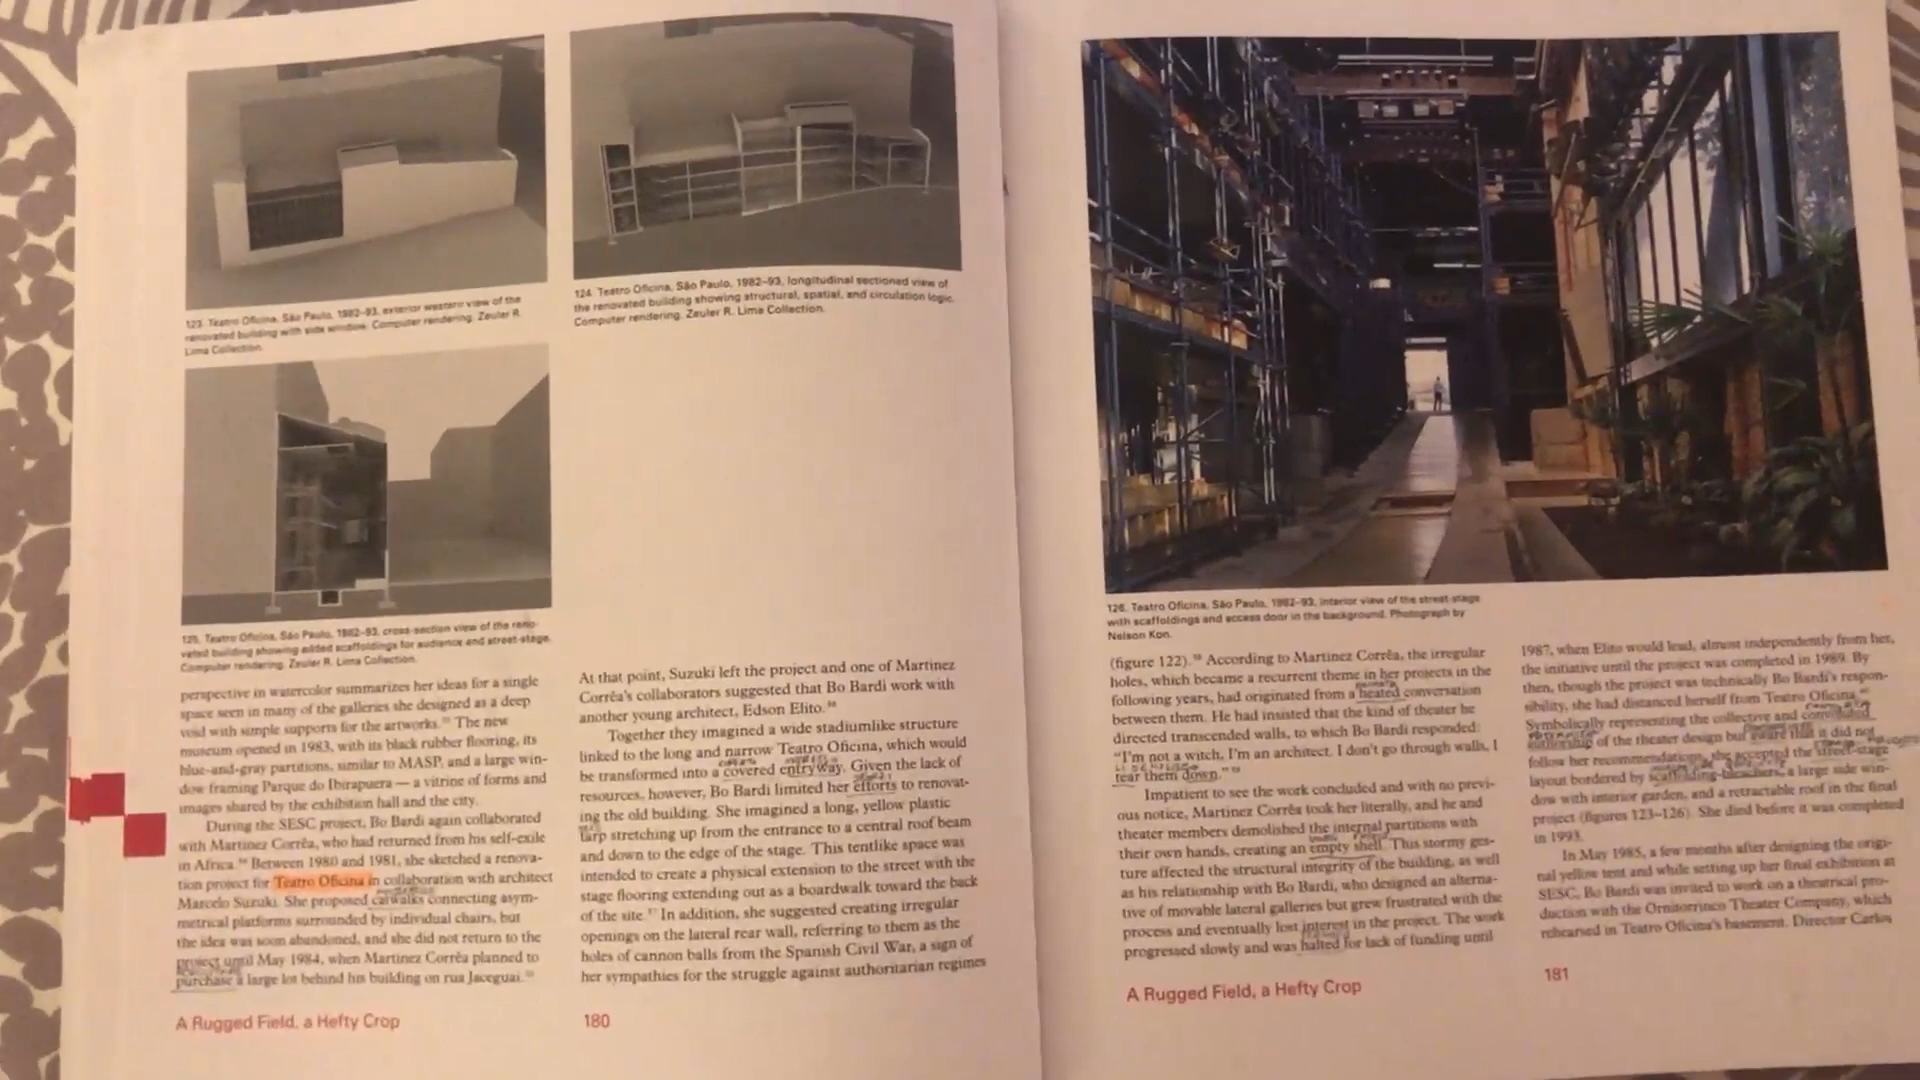 123. Teatro Oficina, São Paulo, 1982–93, exterior western view of the
renovated building with side window. Computer rendering. Zeuler R.
Lima Collection.
124. Teatro Oficina, São Paulo, 1982–93, longitudinal sectioned view of
the renovated building showing structural, spatial, and circulation logic.
Computer rendering. Zeuler R. Lima Collection.
125. Teatro Oficina, São Paulo, 1982–93, cross-section view of the reno-
vated building showing added scaffoldings for audience and street-stage.
Computer rendering. Zeuler R. Lima Collection.
perspective in watercolor summarizes her ideas for a single
space seen in many of the galleries she designed as a deep
void with simple supports for the artworks. The new
museum opened in 1983, with its black rubber flooring, its
blue-and-gray partitions, similar to MASP, and a large win-
dow framing Parque do Ibirapuera — a vitrine of forms and
images shared by the exhibition hall and the city.
During the SESC project, Bo Bardi again collaborated
with Martinez Corrêa, who had returned from his self-exile
in Africa. Between 1980 and 1981, she sketched a renova-
tion project for Teatro Oficina in collaboration with architect
Marcelo Suzuki. She proposed catwalks connecting asym-
metrical platforms surrounded by individual chairs, but
the idea was soon abandoned, and she did not return to the
project until May 1984, when Martinez Corrêa planned to
purchase a large lot behind his building on rua Jaceguai.
A Rugged Field, a Hefty Crop
At that point, Suzuki left the project and one of Martinez
Corrêa's collaborators suggested that Bo Bardi work with
another young architect, Edson Elito.
Together they imagined a wide stadiumlike structure
linked to the long and narrow Teatro Oficina, which would
be transformed into a covered entryway. Given the lack of
resources, however, Bo Bardi limited her efforts to renovat-
ing the old building. She imagined a long, yellow plastic
tarp stretching up from the entrance to a central roof beam
and down to the edge of the stage. This tentlike space was
intended to create a physical extension to the street with the
stage flooring extending out as a boardwalk toward the back
of the site. In addition, she suggested creating irregular
openings on the lateral rear wall, referring to them as the
holes of cannon balls from the Spanish Civil War, a sign of
her sympathies for the struggle against authoritarian regimes
180
126. Teatro Oficina, São Paulo, 1982–93, interior view of the street-stage
with scaffoldings and access door in the background. Photograph by
Nelson Kon.
(figure 122). According to Martinez Corrêa, the irregular
holes, which became a recurrent theme in her projects in the
following years, had originated from a heated conversation
between them. He had insisted that the kind of theater he
directed transcended walls, to which Bo Bardi responded:
“I'm not a witch, I'm an architect. I don't go through walls, I
tear them down.”
Impatient to see the work concluded and with no previ-
ous notice, Martinez Corrêa took her literally, and he and
theater members demolished the internal partitions with
their own hands, creating an empty shell. This stormy ges-
ture affected the structural integrity of the building, as well
as his relationship with Bo Bardi, who designed an alterna-
tive of movable lateral galleries but grew frustrated with the
process and eventually lost interest in the project. The work
progressed slowly and was halted for lack of funding until
A Rugged Field, a Hefty Crop
1987, when Elito would lead, almost independently from her,
the initiative until the project was completed in 1989. By
then, though the project was technically Bo Bardi's respon-
sibility, she had distanced herself from Teatro Oficina.
Symbolically representing the collective and convoluted
authorship of the theater design but aware that it did not
follow her recommendations, she accepted the street-stage
layout bordered by scaffolding-bleachers, a large side win-
dow with interior garden, and a retractable roof in the final
project (figures 123–126). She died before it was completed
in 1993.
In May 1985, a few months after designing the origi-
nal yellow tent and while setting up her final exhibition at
SESC, Bo Bardi was invited to work on a theatrical pro-
duction with the Ornitorrinco Theater Company, which
rehearsed in Teatro Oficina's basement. Director Carlos
181